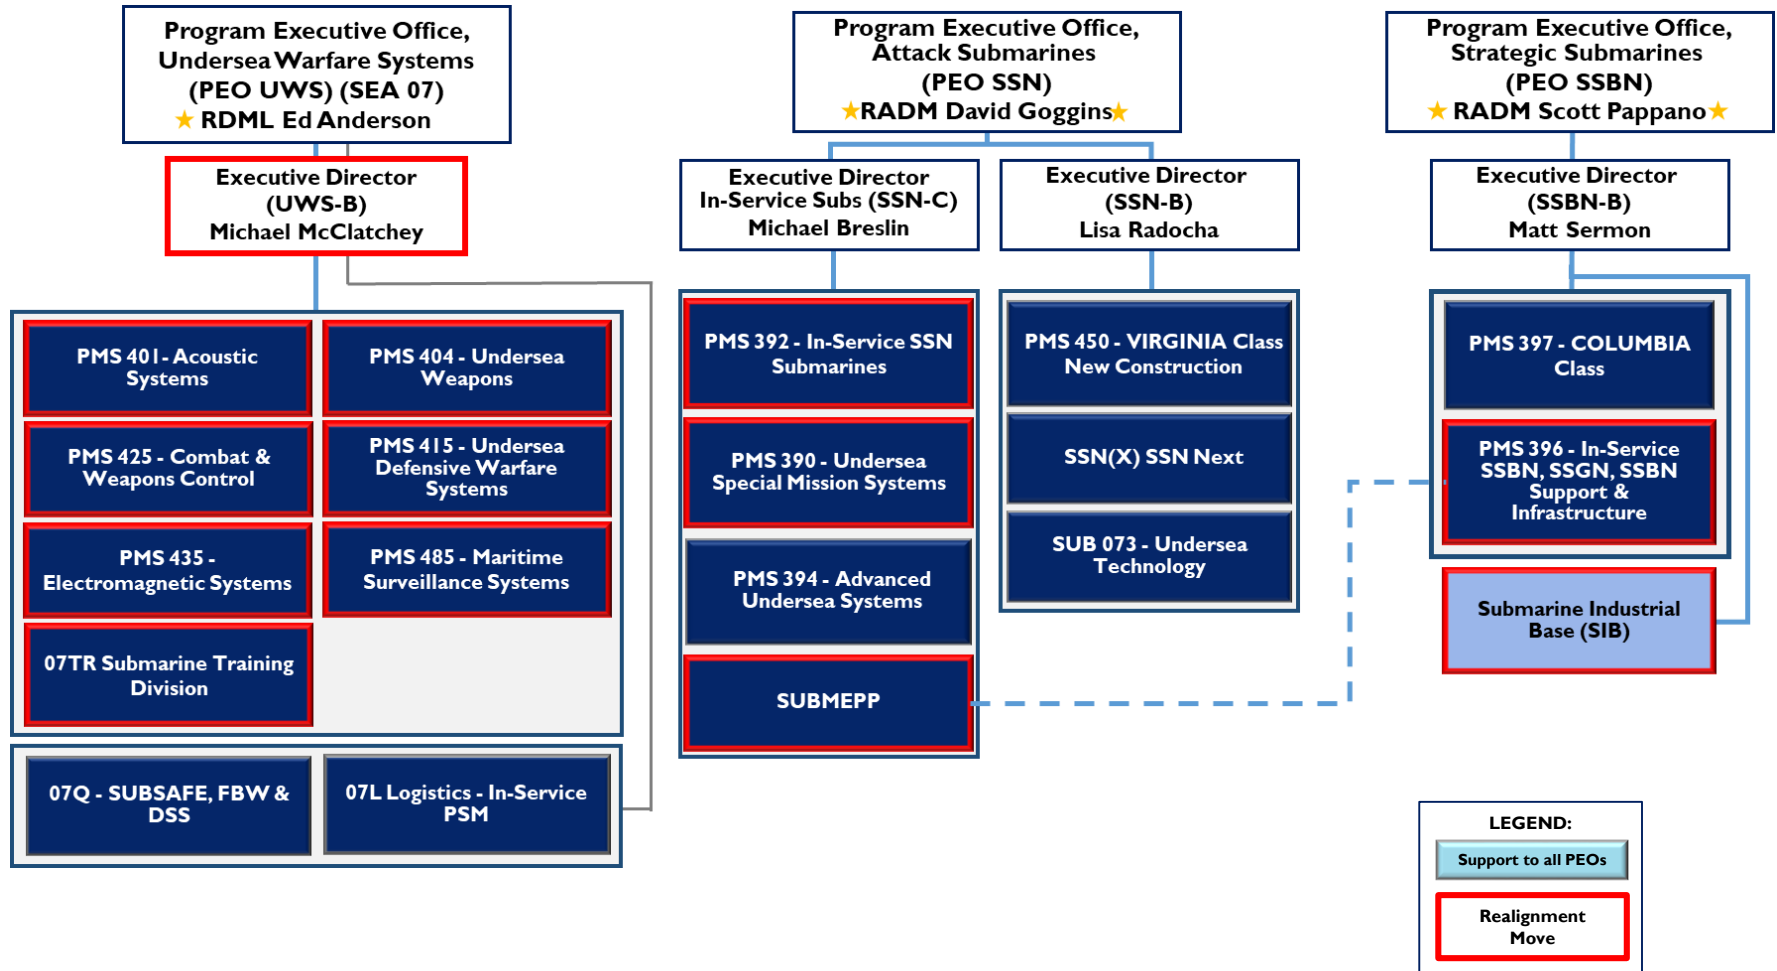 Program Executive Office,
Undersea Warfare Systems
(PEO UWS) (SEA 07)
RDML Ed Anderson
Executive Director
(UWS-B)
Michael McClatchey
PMS 401- Acoustic
Systems
PMS 404 - Undersea
Weapons
PMS 425 - Combat &
Weapons Control
PMS 415 - Undersea
Defensive Warfare
Systems
PMS 435 -
Electromagnetic Systems
PMS 485 - Maritime
Surveillance Systems
07TR Submarine Training
Division
07Q - SUBSAFE, FBW &
DSS
07L Logistics - In-Service
PSM
Program Executive Office,
Attack Submarines
(PEO SSN)
RADM David Goggins
Executive Director
In-Service Subs (SSN-C)
Michael Breslin
PMS 392 - In-Service SSN
Submarines
PMS 390 - Undersea
Special Mission Systems
PMS 394 - Advanced
Undersea Systems
SUBMEPP
Executive Director
(SSN-B)
Lisa Radocha
PMS 450 - VIRGINIA Class
New Construction
SSN(X) SSN Next
SUB 073 - Undersea
Technology
Program Executive Office,
Strategic Submarines
(PEO SSBN)
RADM Scott Pappano
Executive Director
(SSBN-B)
Matt Sermon
PMS 397 - COLUMBIA
Class
PMS 396 - In-Service
SSBN, SSGN, SSBN
Support &
Infrastructure
Submarine Industrial
Base (SIB)
LEGEND:
Support to all PEOs
Realignment
Move